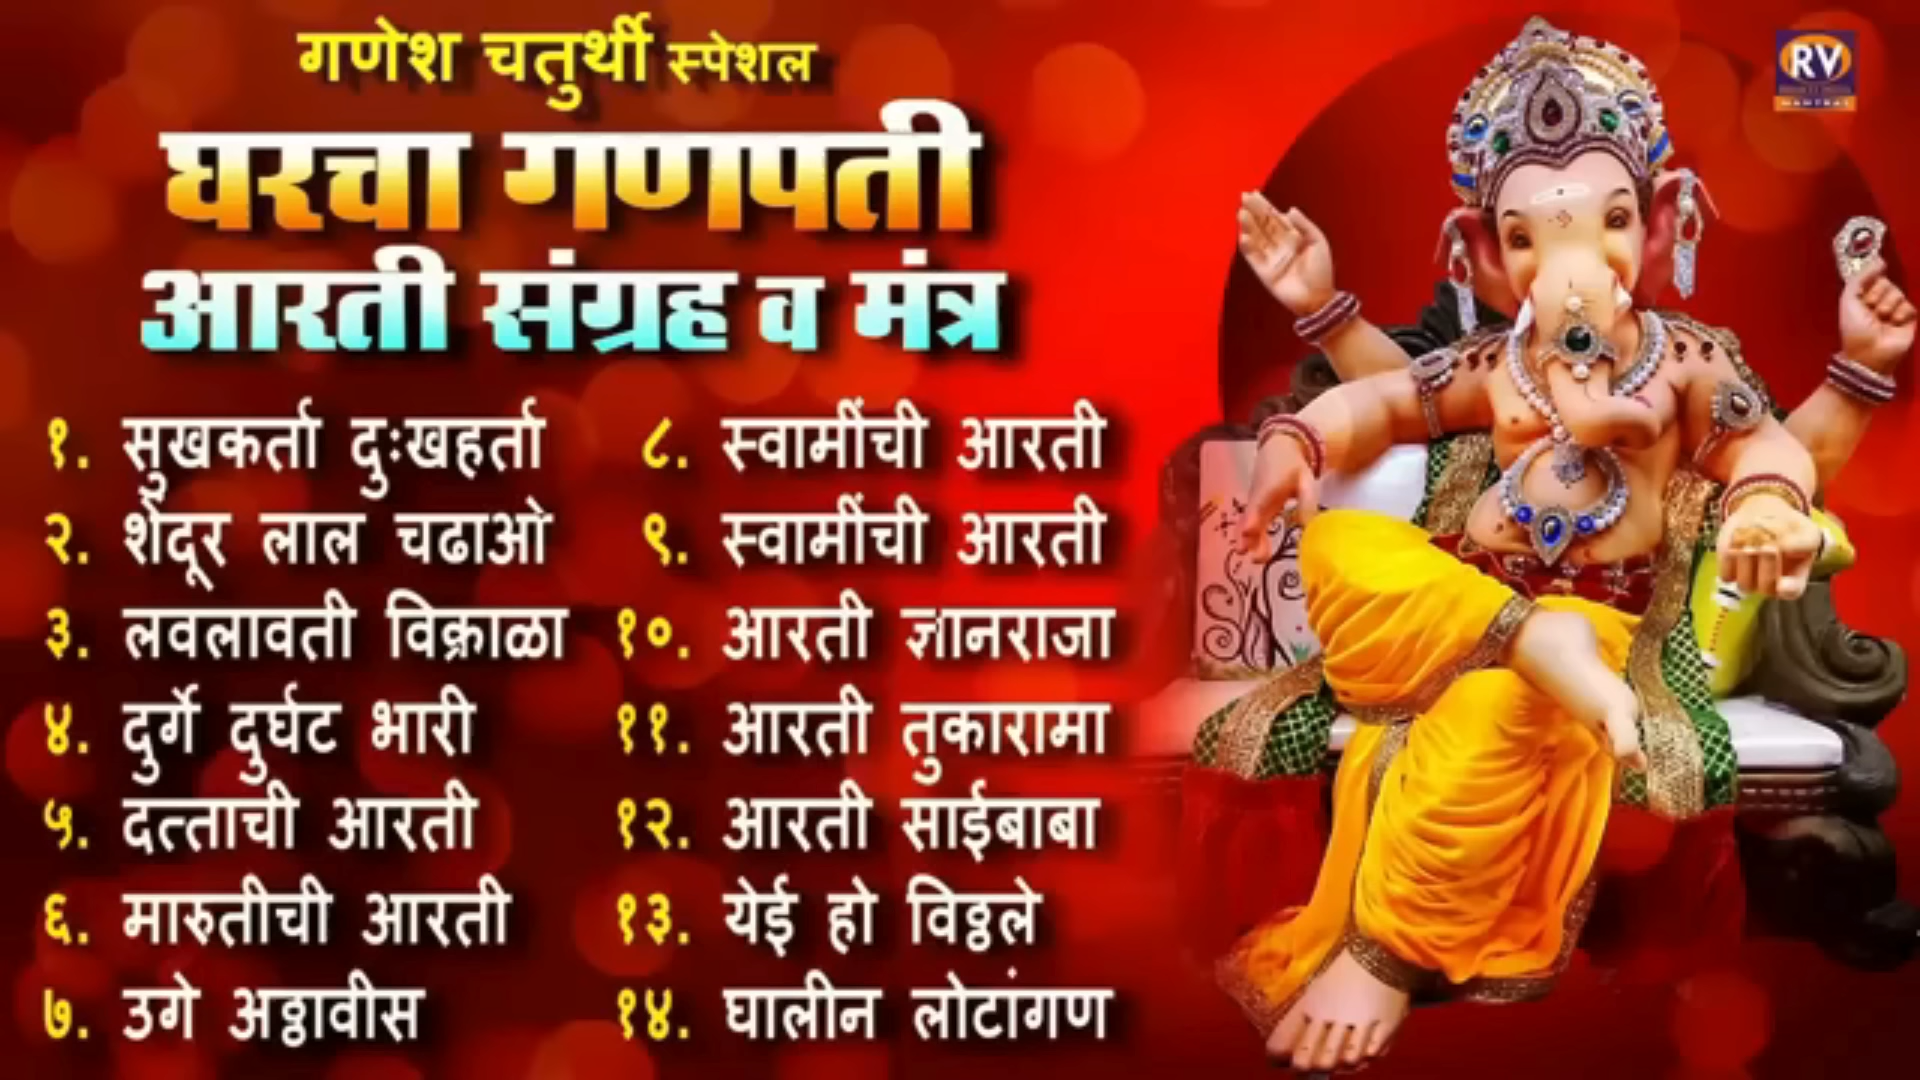 गणेश चतुर्थी स्पेशल
घरचा गणपती
आरती संग्रह व मंत्र
१. सुखकर्ता दुःखहर्ता
२. शेंदूर लाल चढाओ
३. लवलावती विक्राळा
४. दुर्गे दुर्घट भारी
५. दत्ताची आरती
६. मारुतीची आरती
७. उगे अठ्ठावीस
८. स्वामींची आरती
९. स्वामींची आरती
१०. आरती ज्ञानराजा
११. आरती तुकारामा
१२. आरती साईबाबा
१३. येई हो विठ्ठले
१४. घालीन लोटांगण
RV